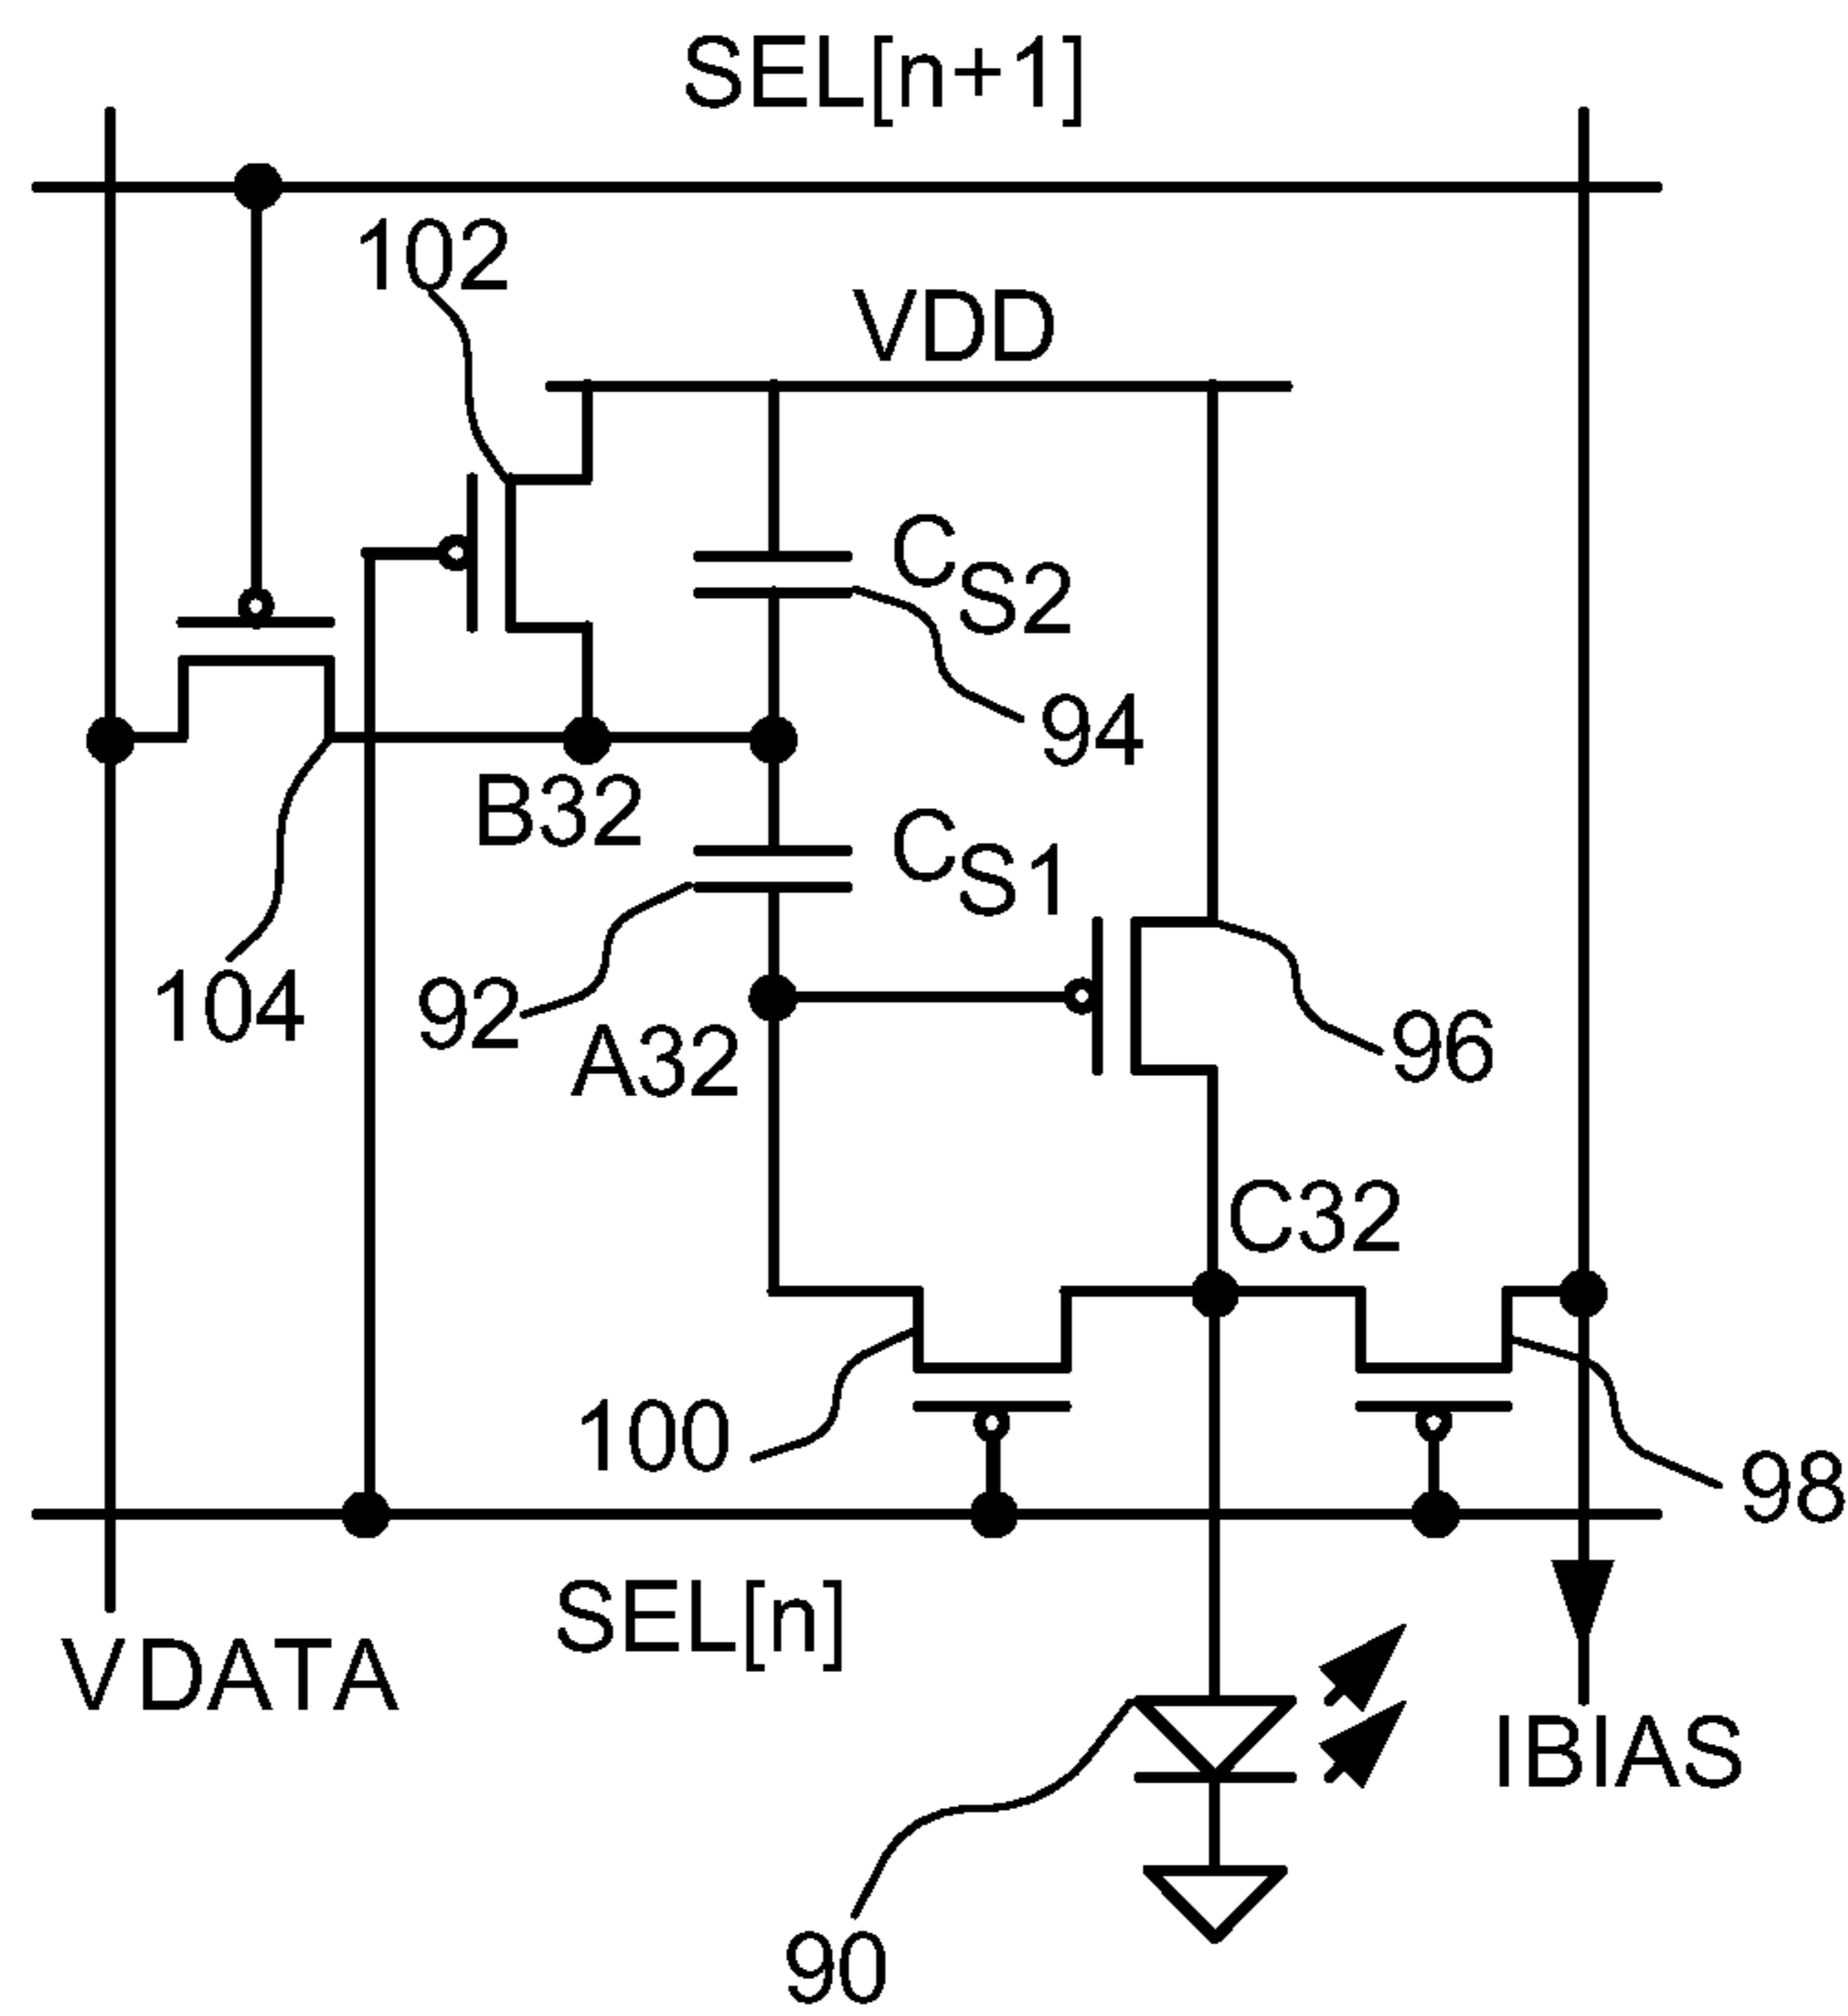 SEL[n+1]
102
VDD
CS2
94
B32
CS1
104
92
A32
96
C32
100
98
SEL[n]
VDATA
IBIAS
90